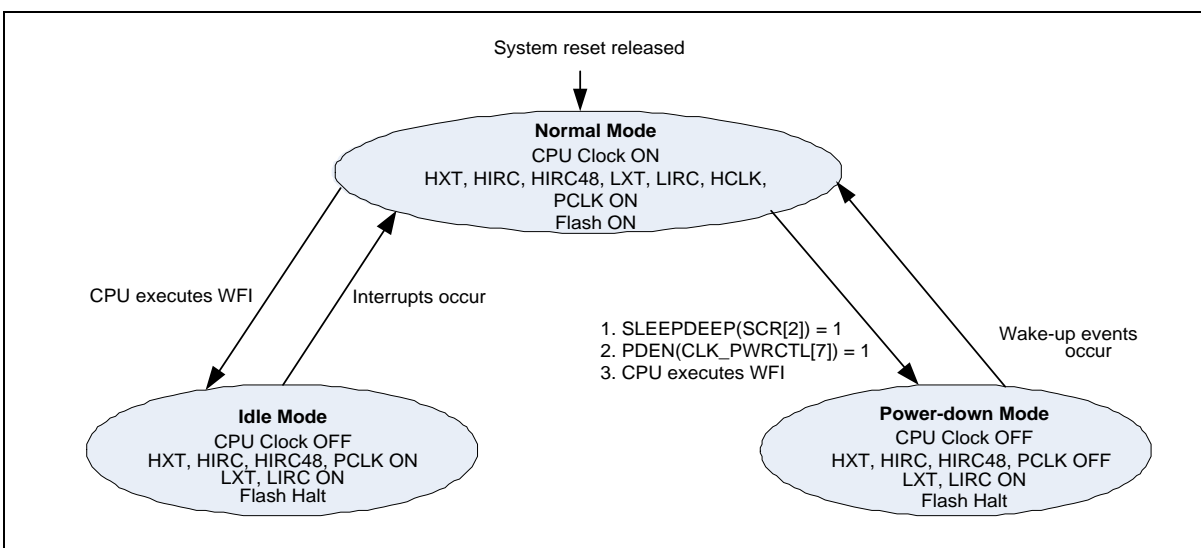 System reset released
Normal Mode
CPU Clock ON
HXT, HIRC, HIRC48, LXT, LIRC, HCLK,
PCLK ON
Flash ON
CPU executes WFI
Interrupts occur
1. SLEEPDEEP(SCR[2]) = 1
2. PDEN(CLK_PWRCTL[7]) = 1
3. CPU executes WFI
Wake-up events
occur
Idle Mode
CPU Clock OFF
HXT, HIRC, HIRC48, PCLK ON
LXT, LIRC ON
Flash Halt
Power-down Mode
CPU Clock OFF
HXT, HIRC, HIRC48, PCLK OFF
LXT, LIRC ON
Flash Halt